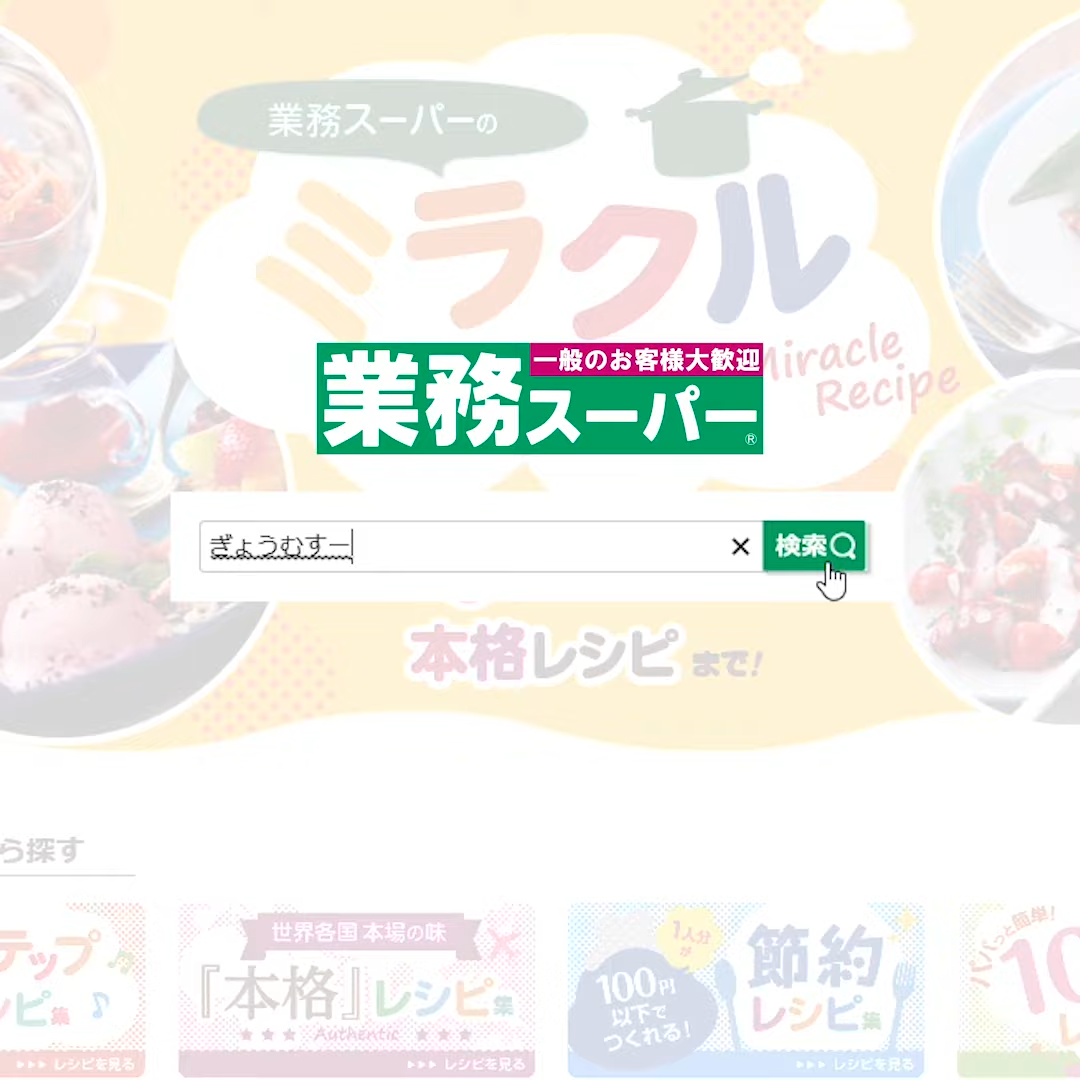 業務スーパーの
ミラクル
Miracle
Recipe
一般のお客様大歓迎
業務スーパー®
ぎょうむすー
検索
本格レシピまで!
ら探す
テップ
シピ集
▸▸▸ レシピを見る
世界各国 本場の味
『本格』レシピ集
★★★ Authentic ★★★
▸▸▸ レシピを見る
1人分が
100円以下でつくれる!
節約レシピ集
▸▸▸ レシピを見る
パパっと簡単!
10
レ